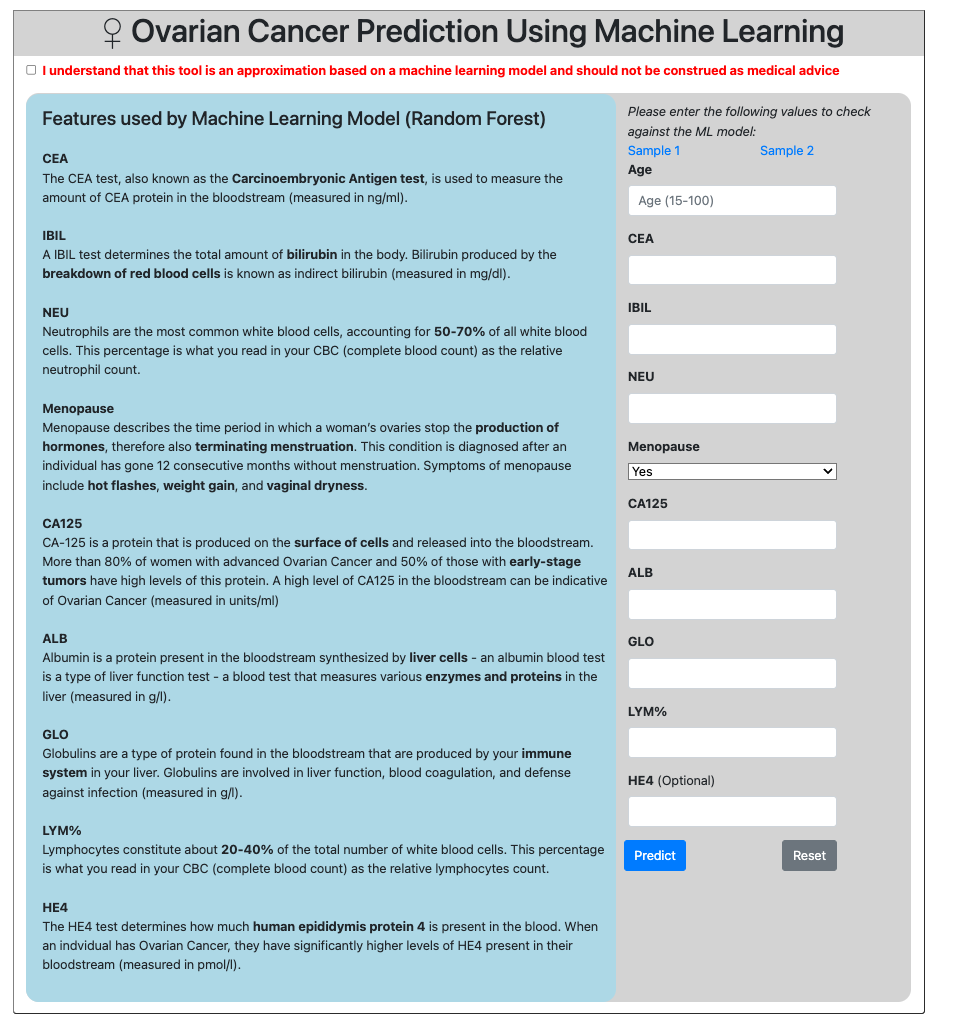 ♀ Ovarian Cancer Prediction Using Machine Learning
I understand that this tool is an approximation based on a machine learning model and should not be construed as medical advice
Features used by Machine Learning Model (Random Forest)
CEA
The CEA test, also known as the Carcinoembryonic Antigen test, is used to measure the
amount of CEA protein in the bloodstream (measured in ng/ml).
IBIL
A IBIL test determines the total amount of bilirubin in the body. Bilirubin produced by the
breakdown of red blood cells is known as indirect bilirubin (measured in mg/dl).
NEU
Neutrophils are the most common white blood cells, accounting for 50-70% of all white blood
cells. This percentage is what you read in your CBC (complete blood count) as the relative
neutrophil count.
Menopause
Menopause describes the time period in which a woman's ovaries stop the production of
hormones, therefore also terminating menstruation. This condition is diagnosed after an
individual has gone 12 consecutive months without menstruation. Symptoms of menopause
include hot flashes, weight gain, and vaginal dryness.
CA125
CA-125 is a protein that is produced on the surface of cells and released into the bloodstream.
More than 80% of women with advanced Ovarian Cancer and 50% of those with early-stage
tumors have high levels of this protein. A high level of CA125 in the bloodstream can be indicative
of Ovarian Cancer (measured in units/ml)
ALB
Albumin is a protein present in the bloodstream synthesized by liver cells - an albumin blood test
is a type of liver function test - a blood test that measures various enzymes and proteins in the
liver (measured in g/l).
GLO
Globulins are a type of protein found in the bloodstream that are produced by your immune
system in your liver. Globulins are involved in liver function, blood coagulation, and defense
against infection (measured in g/l).
LYM%
Lymphocytes constitute about 20-40% of the total number of white blood cells. This percentage
is what you read in your CBC (complete blood count) as the relative lymphocytes count.
HE4
The HE4 test determines how much human epididymis protein 4 is present in the blood. When
an indvidual has Ovarian Cancer, they have significantly higher levels of HE4 present in their
bloodstream (measured in pmol/l).
Please enter the following values to check
against the ML model:
Sample 1 Sample 2
Age
Age (15-100)
CEA
IBIL
NEU
Menopause
Yes
CA125
ALB
GLO
LYM%
HE4 (Optional)
Predict Reset